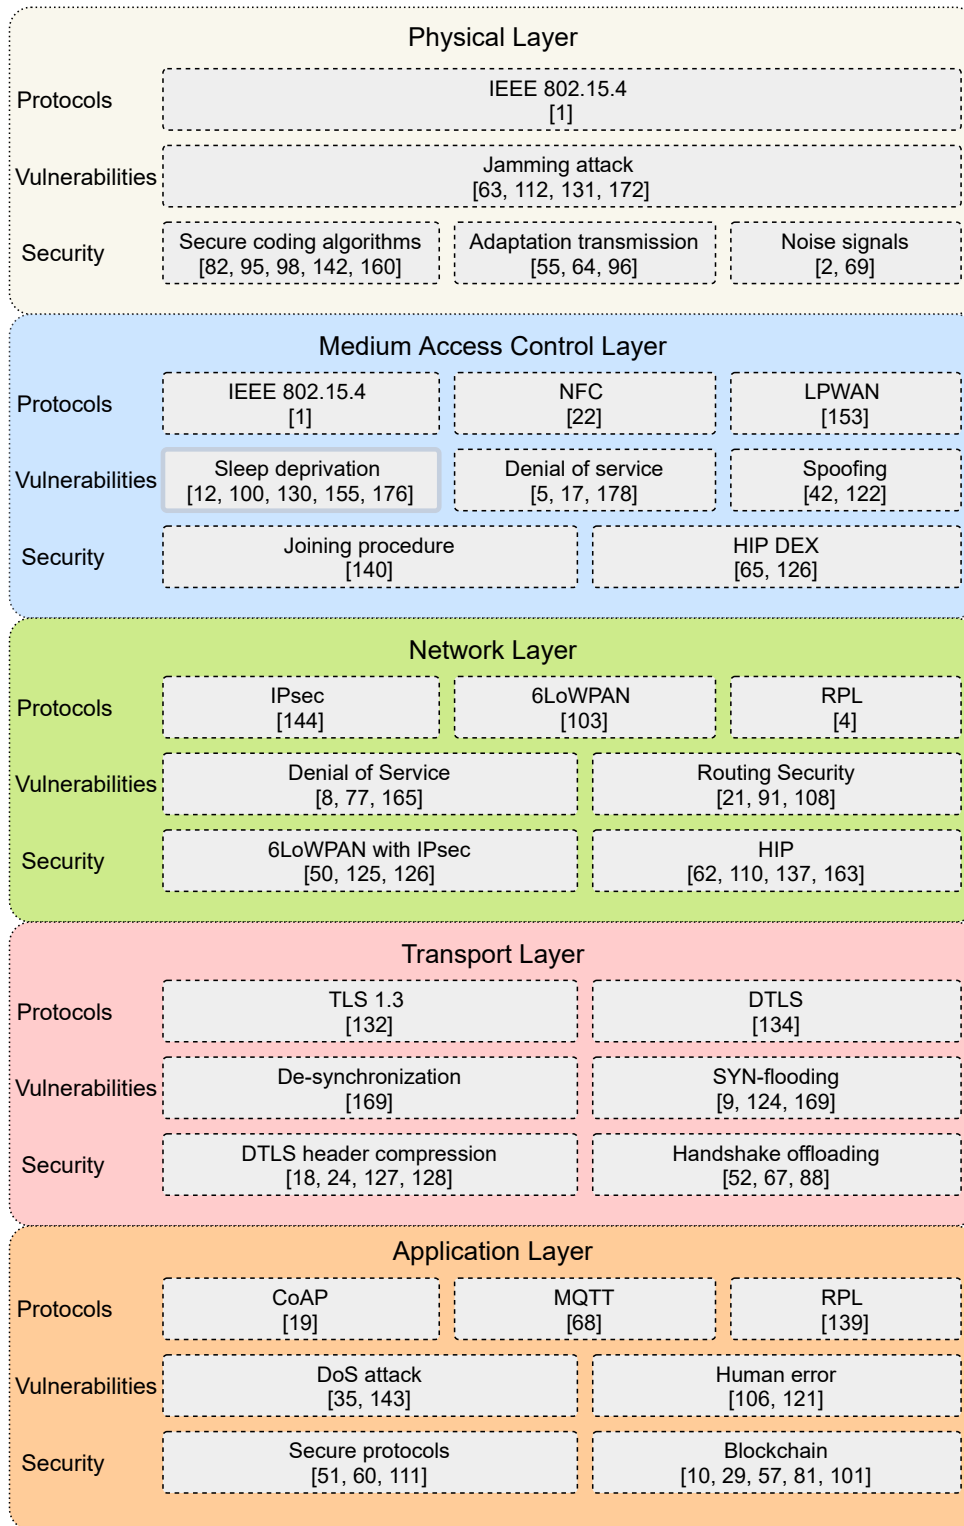 Physical Layer
Protocols
IEEE 802.15.4
[1]
Vulnerabilities
Jamming attack
[63, 112, 131, 172]
Security
Secure coding algorithms
[82, 95, 98, 142, 160]
Adaptation transmission
[55, 64, 96]
Noise signals
[2, 69]
Medium Access Control Layer
Protocols
IEEE 802.15.4
[1]
NFC
[22]
LPWAN
[153]
Vulnerabilities
Sleep deprivation
[12, 100, 130, 155, 176]
Denial of service
[5, 17, 178]
Spoofing
[42, 122]
Security
Joining procedure
[140]
HIP DEX
[65, 126]
Network Layer
Protocols
IPsec
[144]
6LoWPAN
[103]
RPL
[4]
Vulnerabilities
Denial of Service
[8, 77, 165]
Routing Security
[21, 91, 108]
Security
6LoWPAN with IPsec
[50, 125, 126]
HIP
[62, 110, 137, 163]
Transport Layer
Protocols
TLS 1.3
[132]
DTLS
[134]
Vulnerabilities
De-synchronization
[169]
SYN-flooding
[9, 124, 169]
Security
DTLS header compression
[18, 24, 127, 128]
Handshake offloading
[52, 67, 88]
Application Layer
Protocols
CoAP
[19]
MQTT
[68]
RPL
[139]
Vulnerabilities
DoS attack
[35, 143]
Human error
[106, 121]
Security
Secure protocols
[51, 60, 111]
Blockchain
[10, 29, 57, 81, 101]